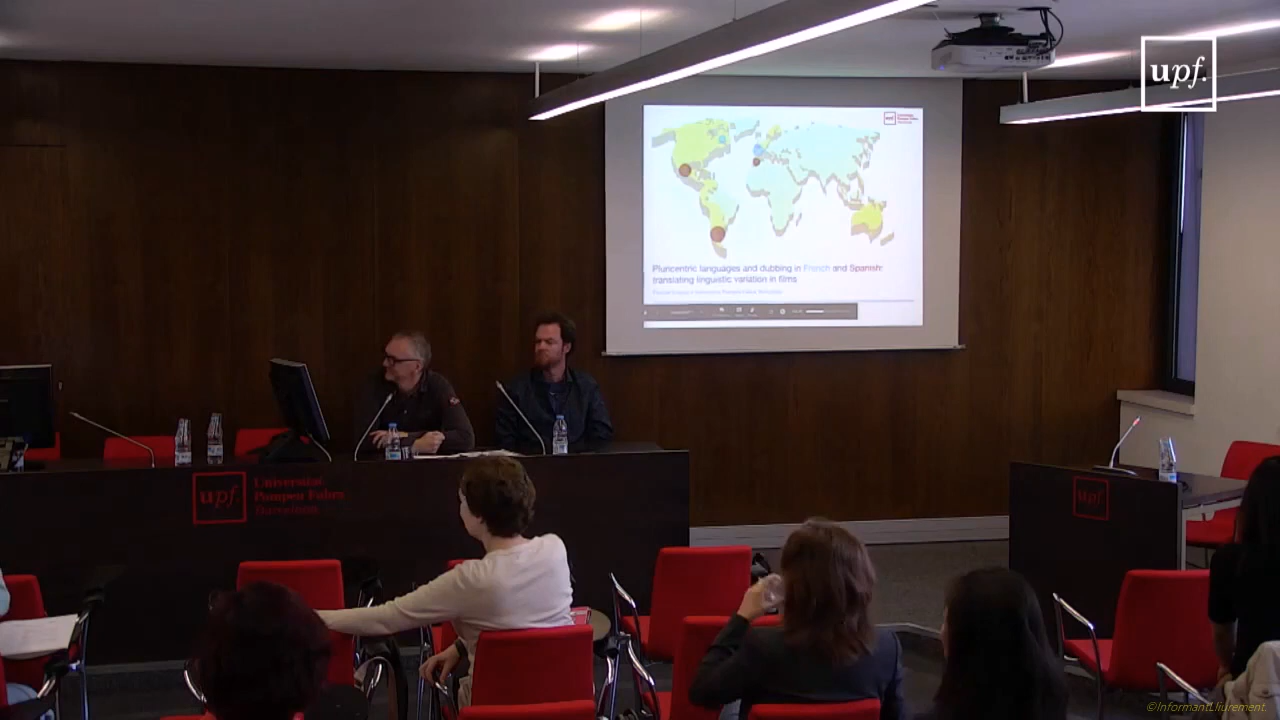 upf.
Pluricentric languages and dubbing in French and Spanish:
translating linguistic variation in films
upf.
Universitat
Pompeu Fabra
Barcelona
upf
©InformantLliurement.